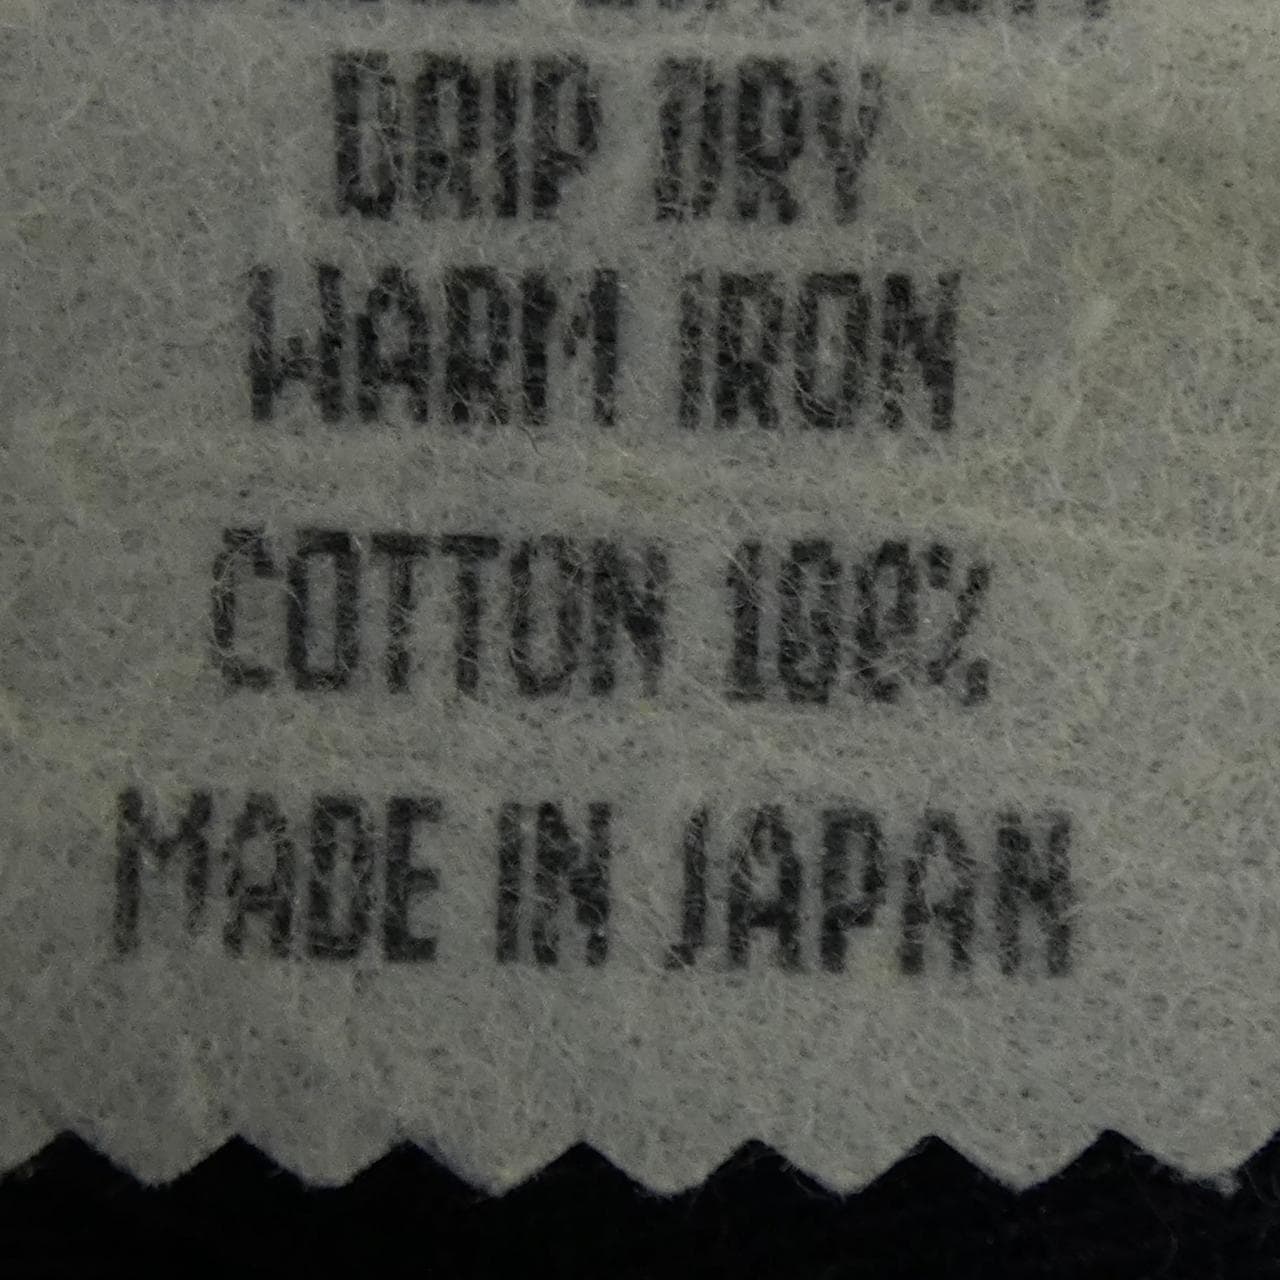 DRIP DRY
WARM IRON
COTTON 100%
MADE IN JAPAN